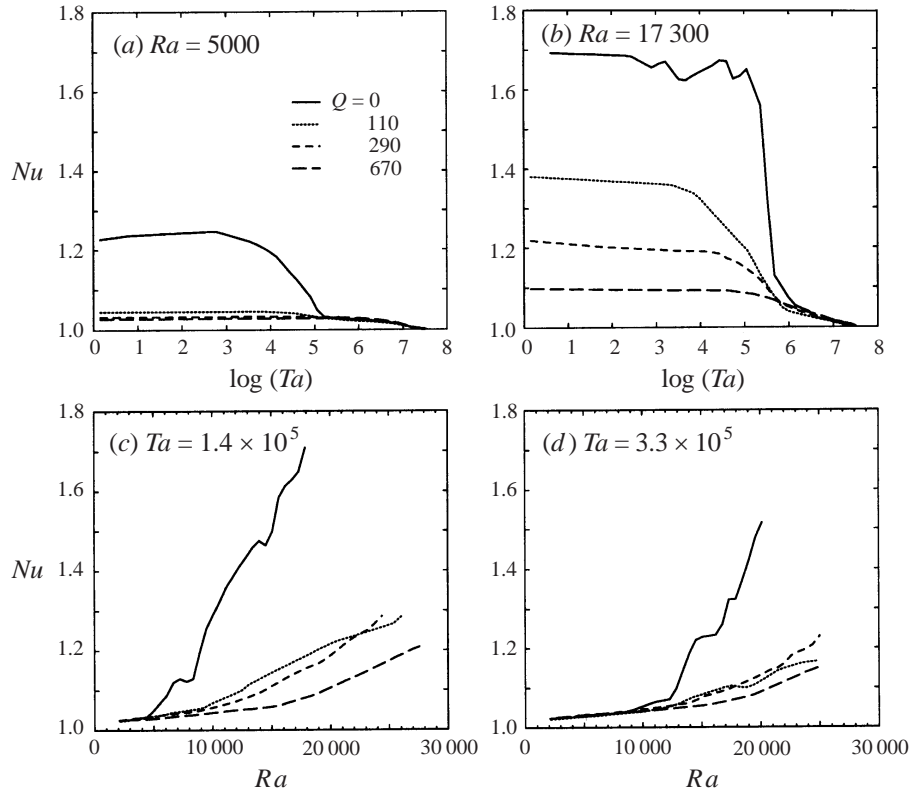 (a) Ra = 5000
1.8
1.6
1.4
1.2
1.0
Nu
Q = 0
110
290
670
0 1 2 3 4 5 6 7 8
log (Ta)
(b) Ra = 17 300
1.8
1.6
1.4
1.2
1.0
0 1 2 3 4 5 6 7 8
log (Ta)
(c) Ta = 1.4 × 10⁵
1.8
1.6
1.4
1.2
1.0
Nu
0 10 000 20 000 30 000
Ra
(d) Ta = 3.3 × 10⁵
1.8
1.6
1.4
1.2
1.0
0 10 000 20 000 30 000
Ra